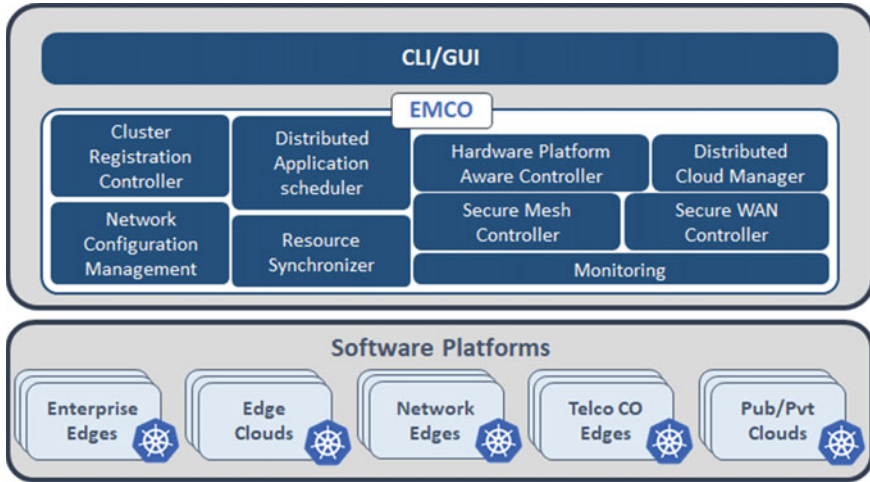 CLI/GUI
EMCO
Cluster
Registration
Controller
Distributed
Application
scheduler
Hardware Platform
Aware Controller
Distributed
Cloud Manager
Network
Configuration
Management
Resource
Synchronizer
Secure Mesh
Controller
Secure WAN
Controller
Monitoring
Software Platforms
Enterprise
Edges
Edge
Clouds
Network
Edges
Telco CO
Edges
Pub/Pvt
Clouds